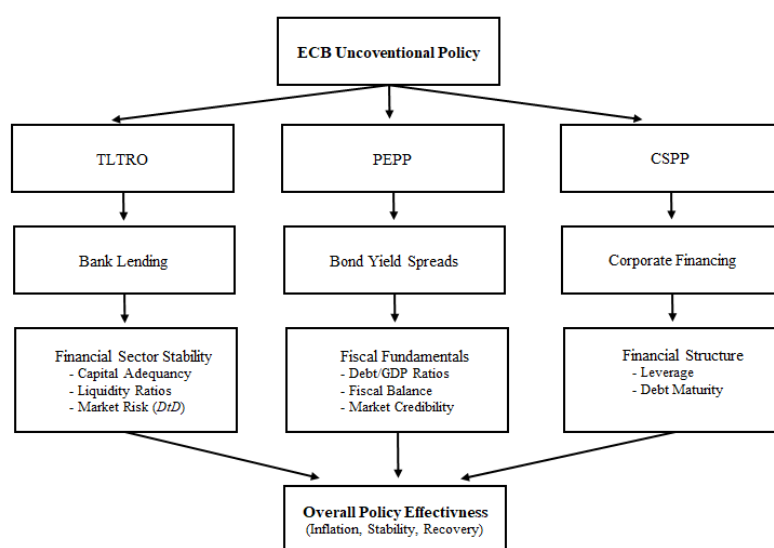 ECB Uncoventional Policy
TLTRO
PEPP
CSPP
Bank Lending
Bond Yield Spreads
Corporate Financing
Financial Sector Stability
- Capital Adequancy
- Liquidity Ratios
- Market Risk (DtD)
Fiscal Fundamentals
- Debt/GDP Ratios
- Fiscal Balance
- Market Credibility
Financial Structure
- Leverage
- Debt Maturity
Overall Policy Effectivness
(Inflation, Stability, Recovery)